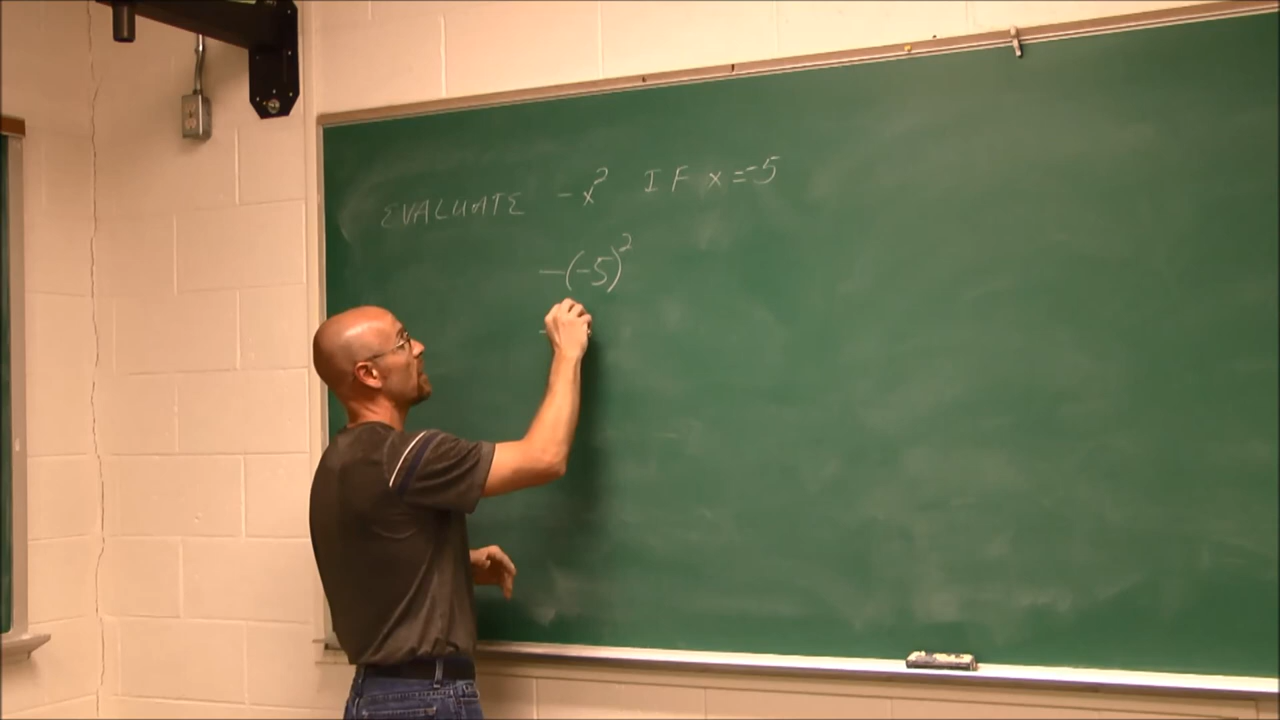 EVALUATE -x² IF x=-5
-(-5)²
-